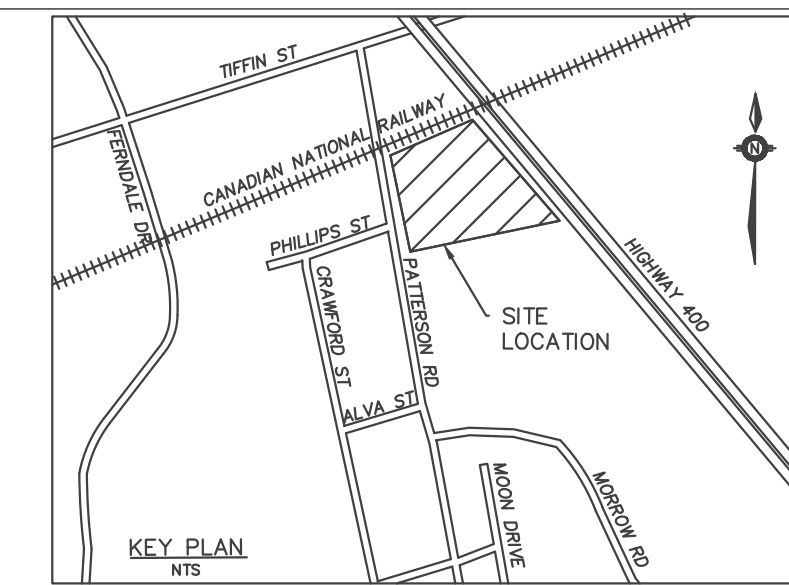 TIFFIN ST
CANADIAN NATIONAL RAILWAY
FERNDALE DR
N
PHILLIPS ST
CRAWFORD ST
PATTERSON RD
HIGHWAY 400
SITE
LOCATION
ALVA ST
MOON DRIVE
MORROW RD
KEY PLAN
NTS